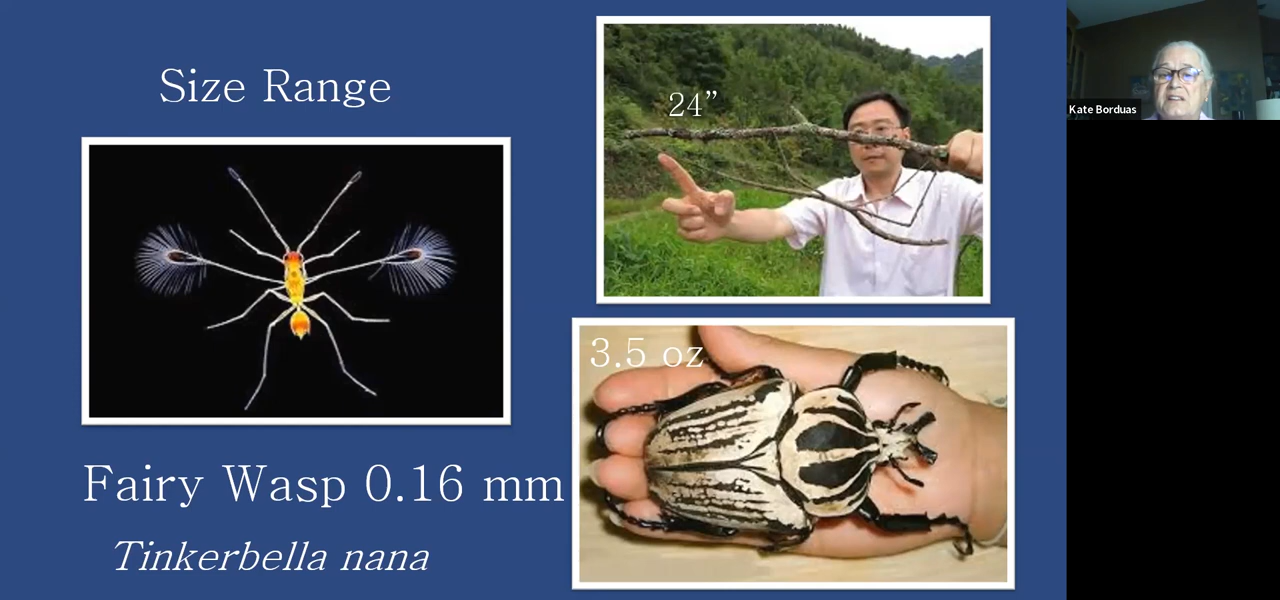 Size Range
24”
Kate Borduas
3.5 oz
Fairy Wasp 0.16 mm
Tinkerbella nana